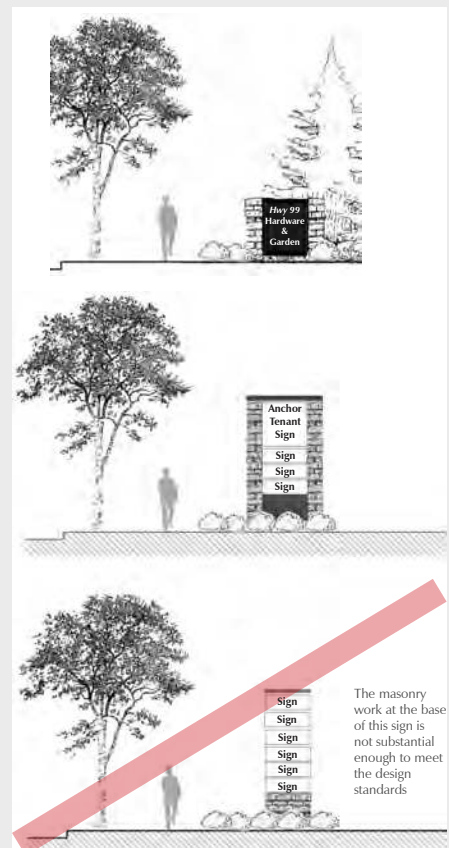 Hwy 99
Hardware
&
Garden
Anchor
Tenant
Sign
Sign
Sign
Sign
Sign
Sign
Sign
Sign
Sign
Sign
The masonry
work at the base
of this sign is
not substantial
enough to meet
the design
standards